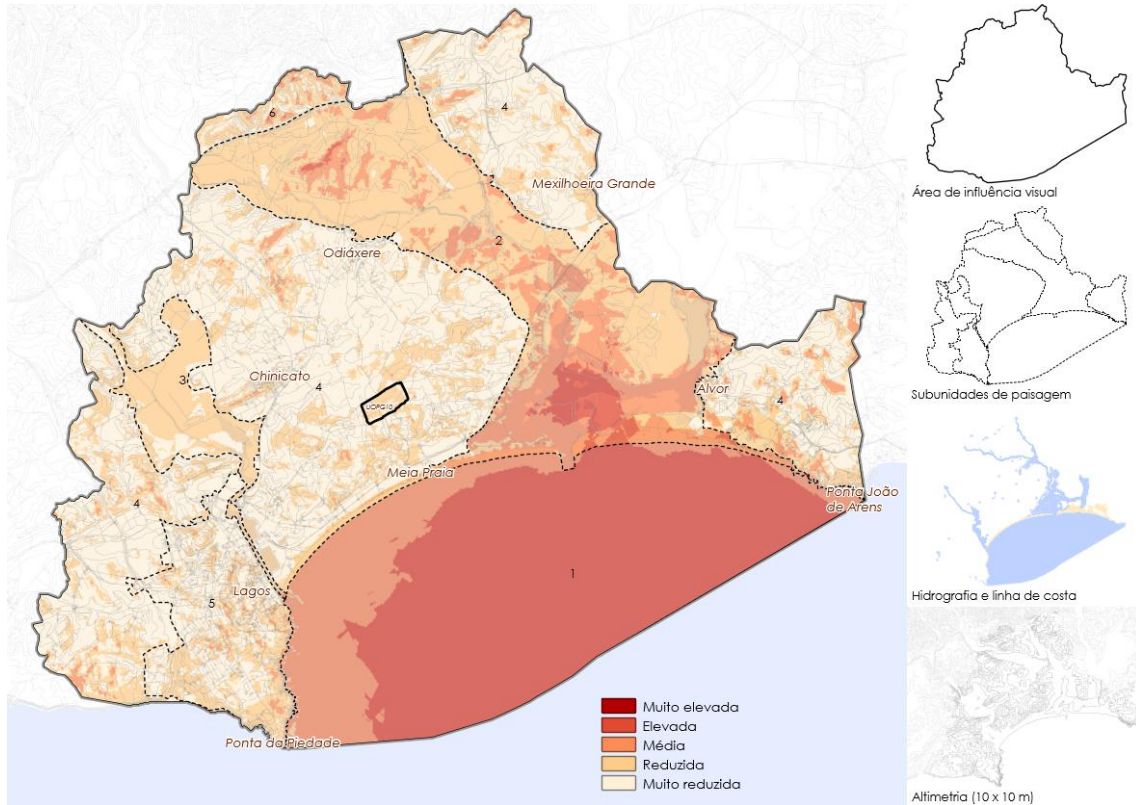 4
6
Mexilhoeira Grande
2
Odiáxere
3
Chinicato
4
UOPG10
Alvor
4
Meia Praia
4
Ponta João
de Arens
1
Lagos
5
Ponta da Piedade
Muito elevada
Elevada
Média
Reduzida
Muito reduzida
Área de influência visual
Subunidades de paisagem
Hidrografia e linha de costa
Altimetria (10 x 10 m)